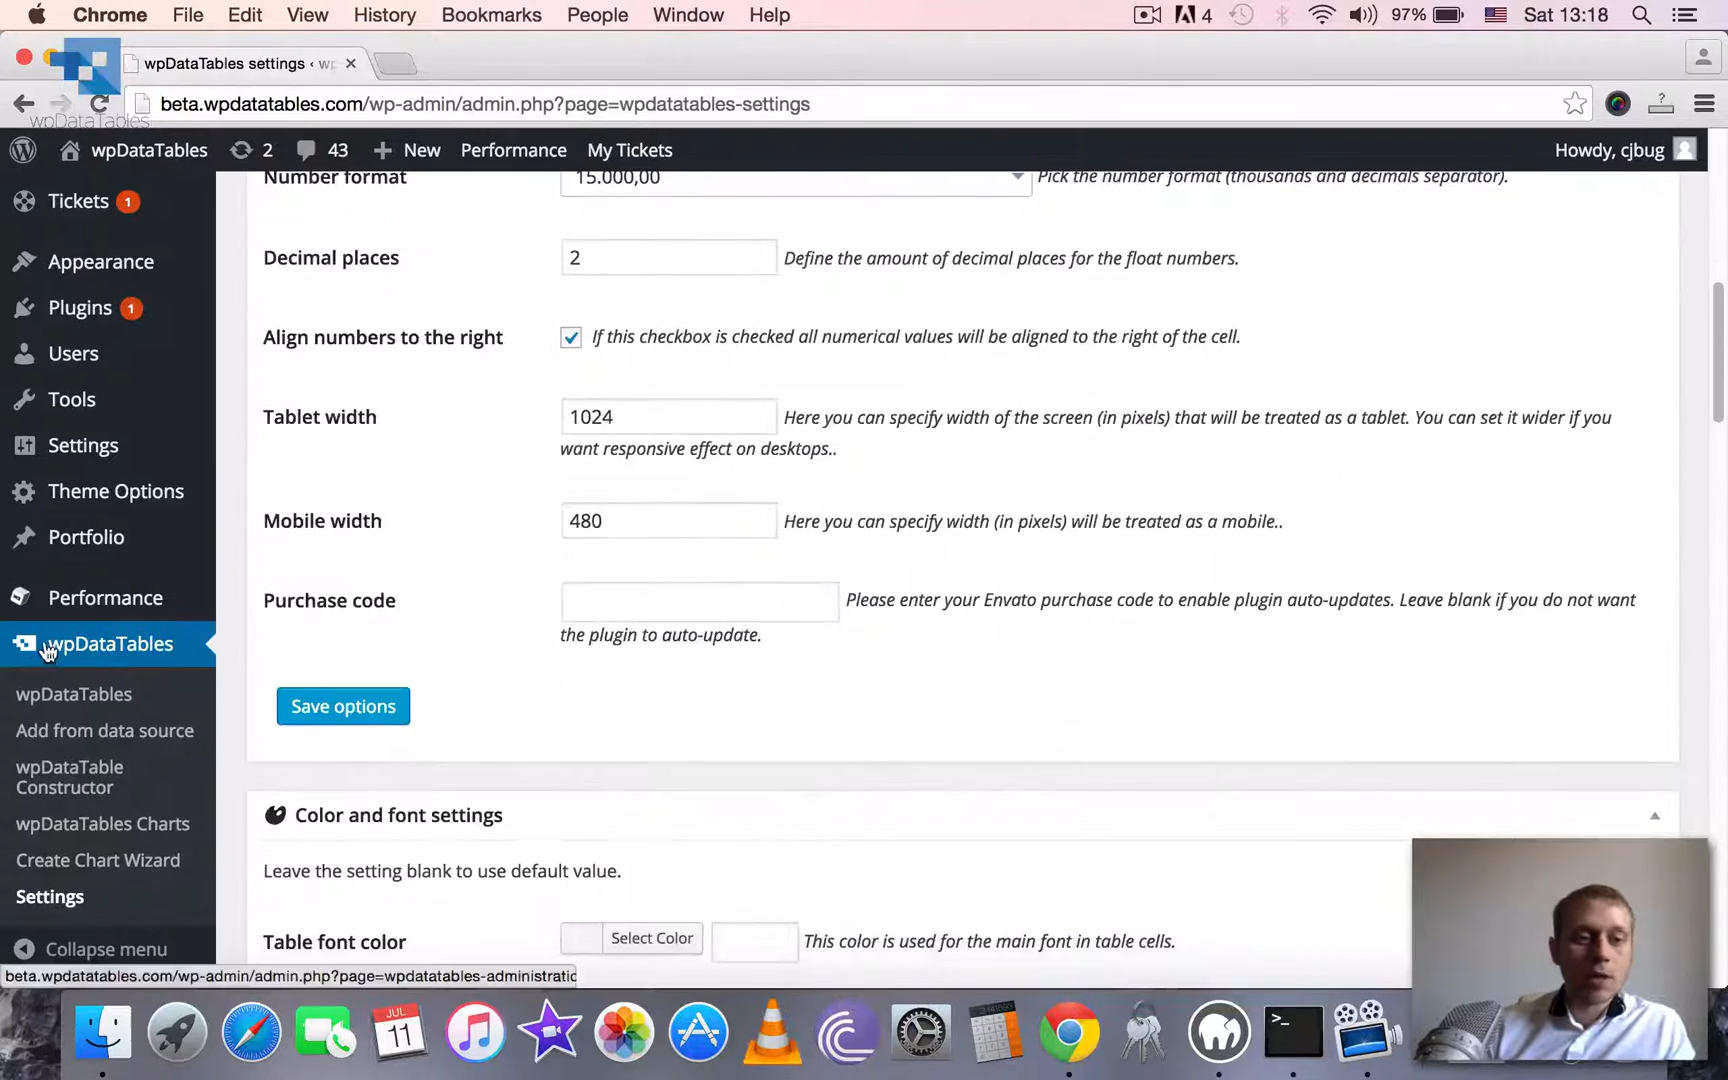 Chrome File Edit View History Bookmarks People Window Help 4 97% Sat 13:18
wpDataTables settings ‹ wp
beta.wpdatatables.com/wp-admin/admin.php?page=wpdatatables-settings
wpDataTables
wpDataTables 2 43 New Performance My Tickets Howdy, cjbug
Tickets 1
Appearance
Plugins 1
Users
Tools
Settings
Theme Options
Portfolio
Performance
wpDataTables
wpDataTables
Add from data source
wpDataTable
Constructor
wpDataTables Charts
Create Chart Wizard
Settings
Collapse menu
beta.wpdatatables.com/wp-admin/admin.php?page=wpdatatables-administratio
Number format 15.000,00 Pick the number format (thousands and decimals separator).
Decimal places 2 Define the amount of decimal places for the float numbers.
Align numbers to the right If this checkbox is checked all numerical values will be aligned to the right of the cell.
Tablet width 1024 Here you can specify width of the screen (in pixels) that will be treated as a tablet. You can set it wider if you
want responsive effect on desktops..
Mobile width 480 Here you can specify width (in pixels) will be treated as a mobile..
Purchase code Please enter your Envato purchase code to enable plugin auto-updates. Leave blank if you do not want
the plugin to auto-update.
Save options
Color and font settings
Leave the setting blank to use default value.
Table font color Select Color This color is used for the main font in table cells.
JUL
11